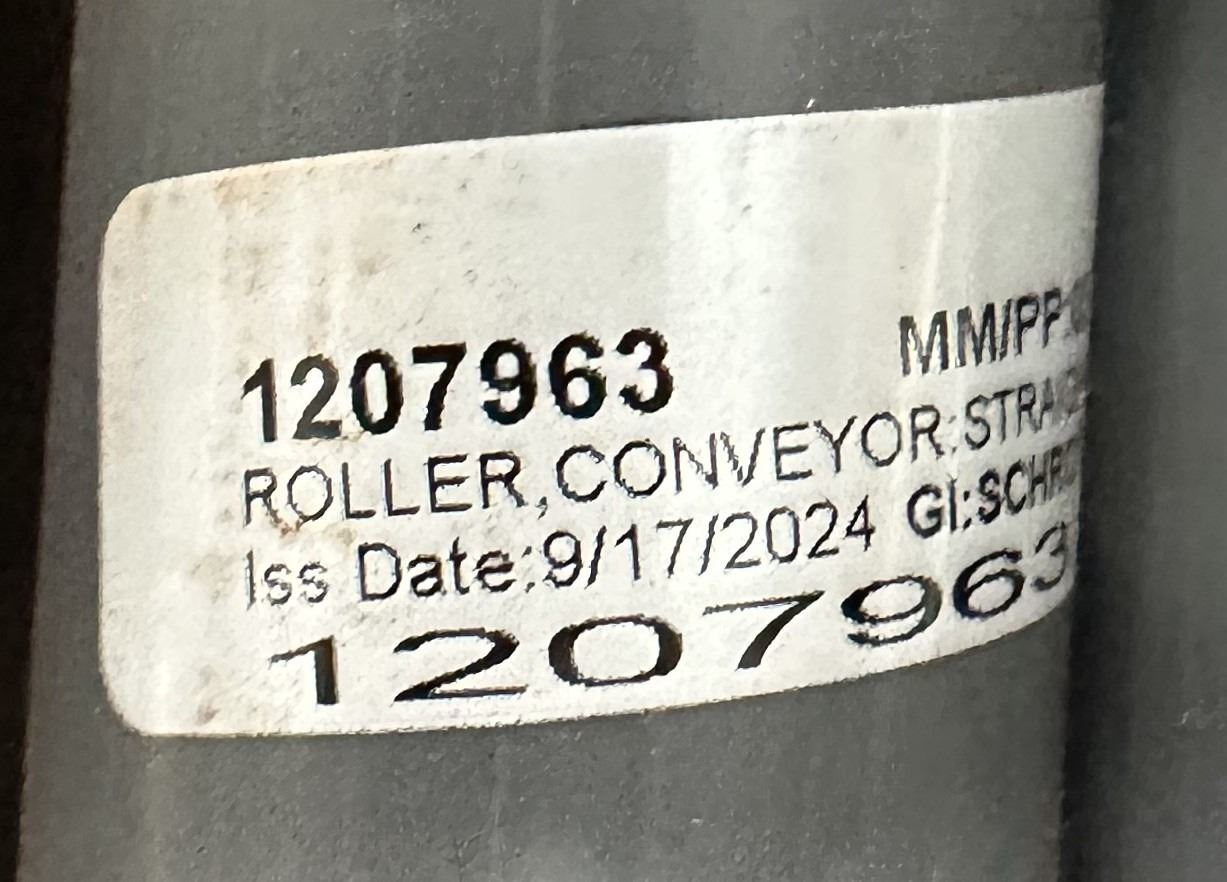 1207963
MM/PP
ROLLER,CONVEYOR:STRA
Iss Date:9/17/2024 GI:SCHR
1207963